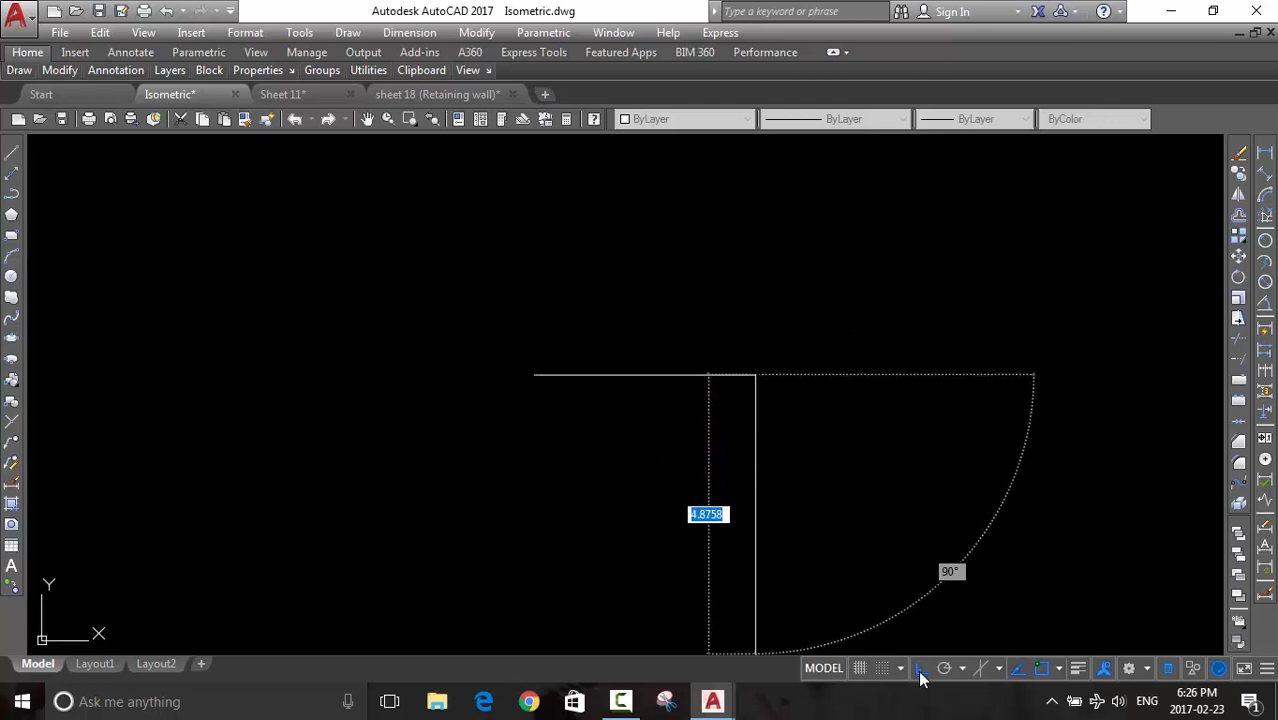 Autodesk AutoCAD 2017 Isometric.dwg
Type a keyword or phrase
Sign In
File Edit View Insert Format Tools Draw Dimension Modify Parametric Window Help Express
Home Insert Annotate Parametric View Manage Output Add-ins A360 Express Tools Featured Apps BIM 360 Performance
Draw Modify Annotation Layers Block Properties Groups Utilities Clipboard View
Start Isometric* Sheet 11* sheet 18 (Retaining wall)*
ByLayer ByLayer ByLayer ByColor
4.8758
90°
Y
X
Model Layout1 Layout2 +
MODEL
Ask me anything
ENG
6:26 PM
2017-02-23